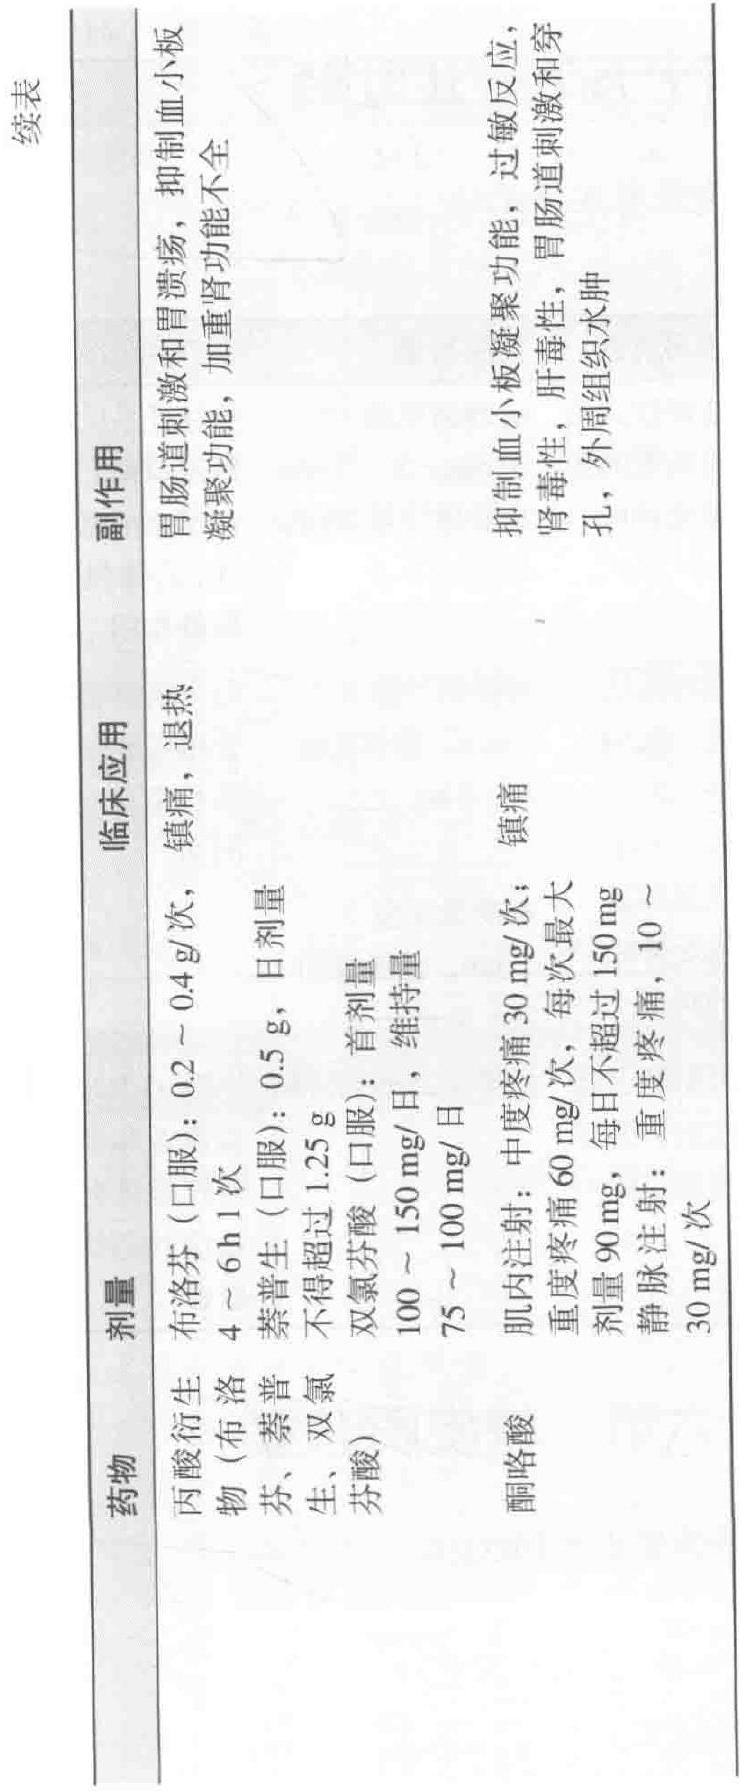 续表
药物 剂量 临床应用 副作用
丙酸衍生
物（布洛
芬、萘普
生、双氯
芬酸）
布洛芬（口服）：0.2～0.4 g/次，
4～6 h 1次
萘普生（口服）：0.5 g，日剂量
不得超过 1.25 g
双氯芬酸（口服）：首剂量
100～150 mg/日，维持量
75～100 mg/日
镇痛，退热
胃肠道刺激和胃溃疡，抑制血小板
凝聚功能，加重肾功能不全
酮咯酸
肌内注射：中度疼痛 30 mg/次；
重度疼痛 60 mg/次，每次最大
剂量 90 mg，每日不超过 150 mg
静脉注射：重度疼痛，10～
30 mg/次
镇痛
抑制血小板凝聚功能，过敏反应，
肾毒性，肝毒性，胃肠道刺激和穿
孔，外周组织水肿